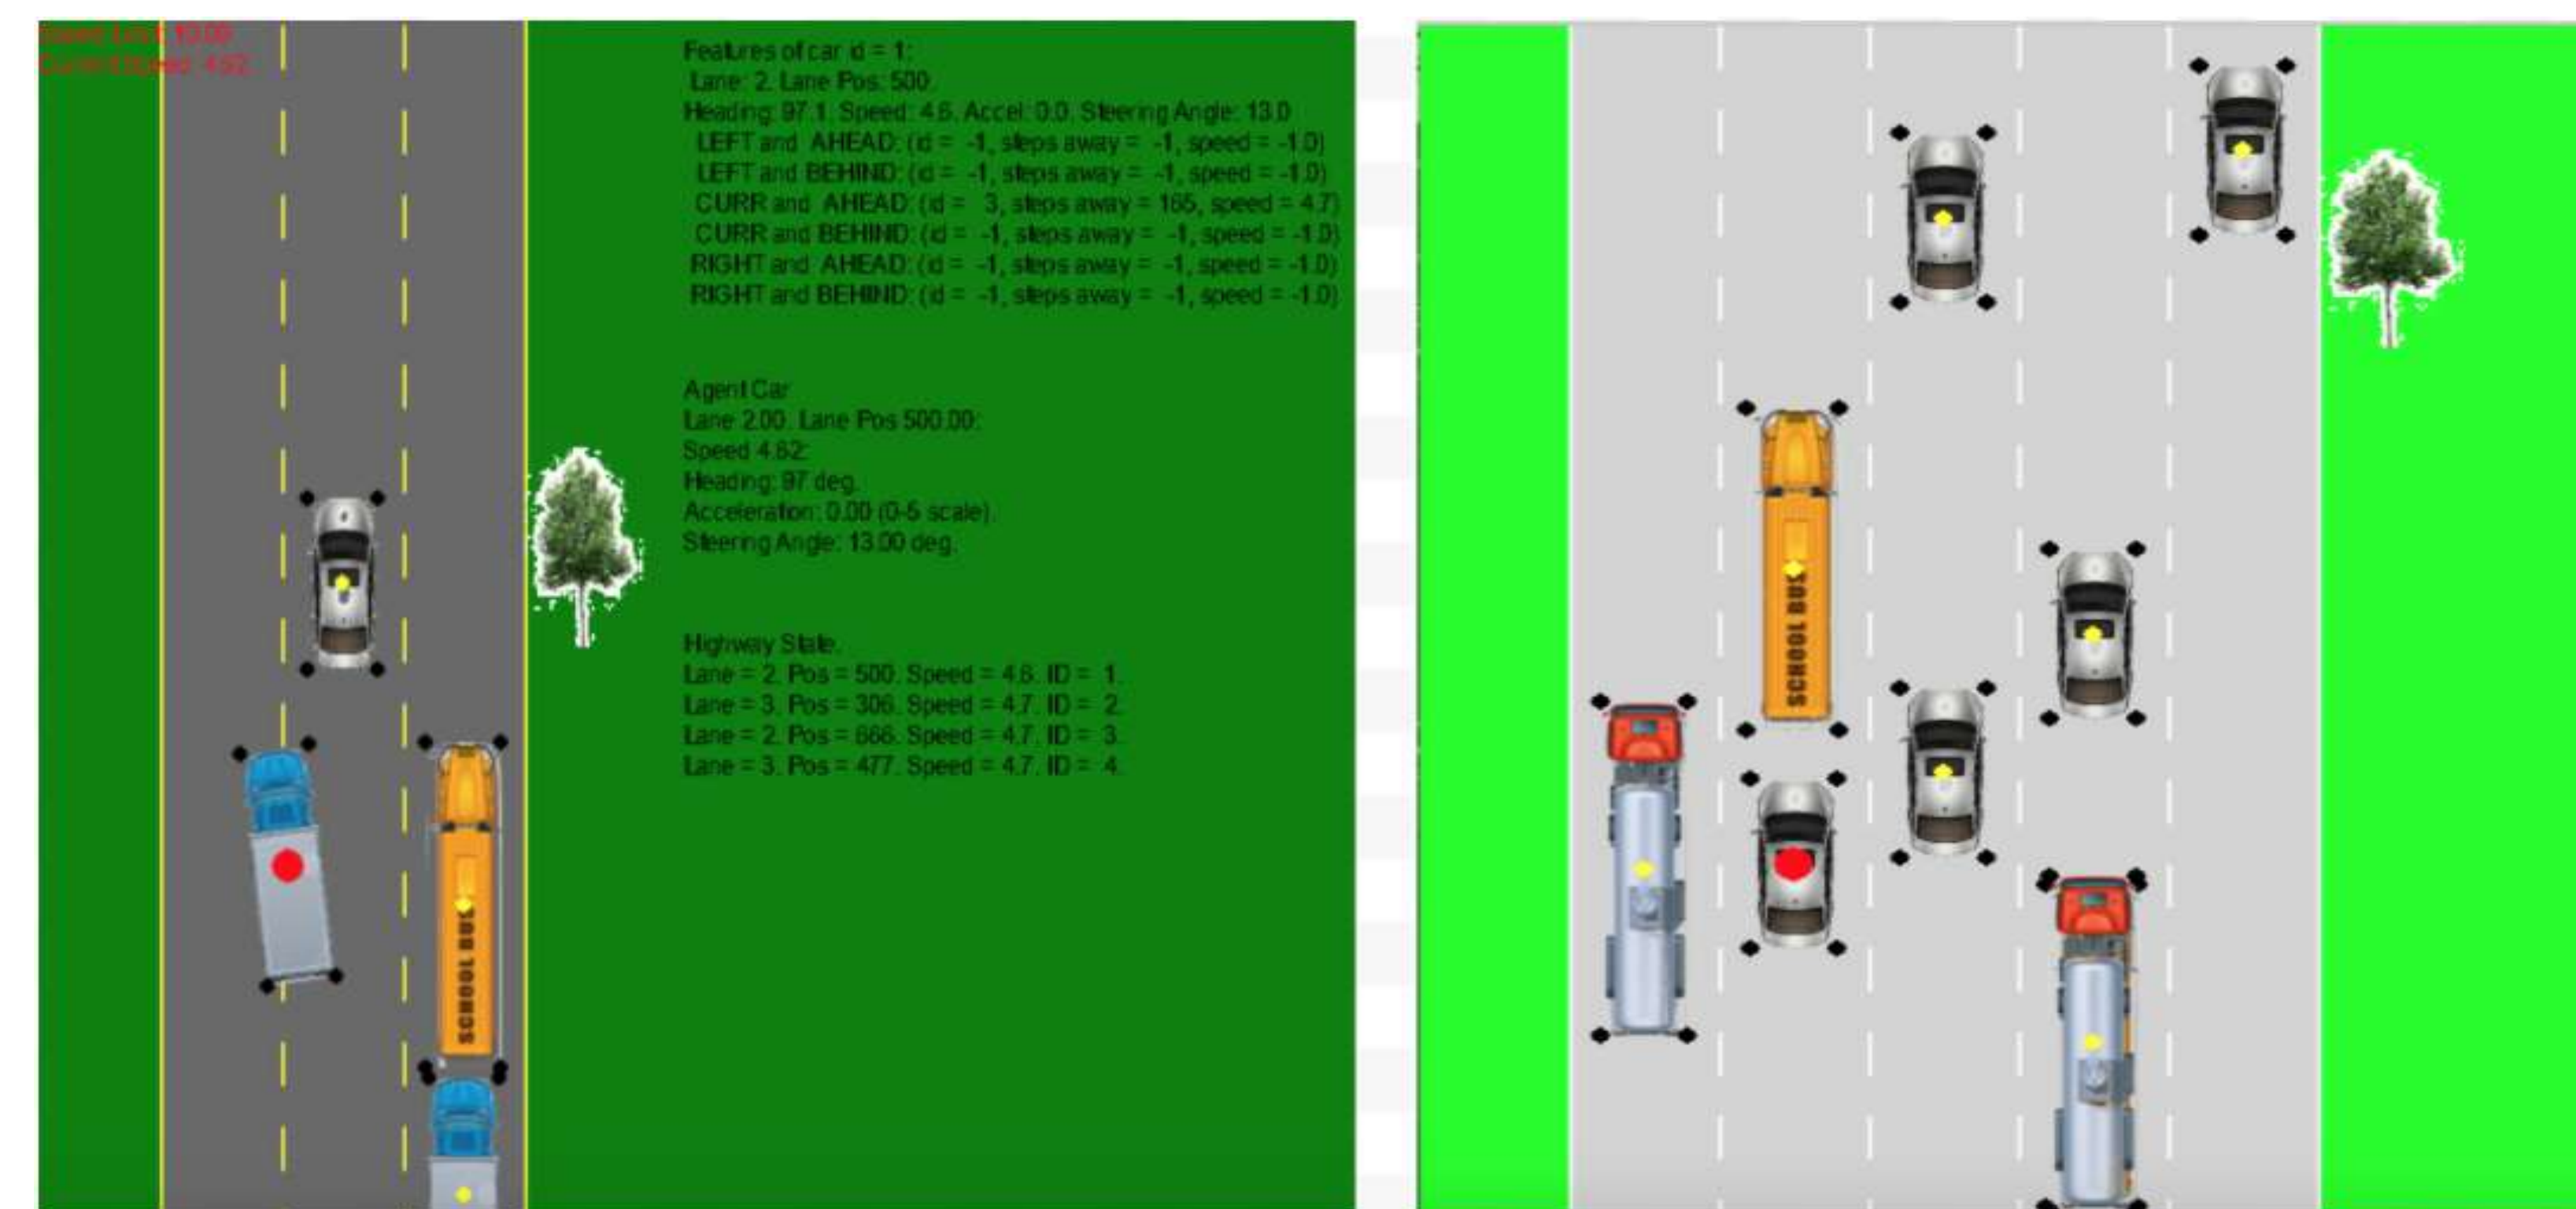 Speed Limit: 10.00
Current Speed: 4.62
Features of car id = 1:
Lane: 2. Lane Pos: 500.
Heading: 97.1. Speed: 4.6. Accel: 0.0. Steering Angle: 13.0
LEFT and AHEAD: (id = -1, steps away = -1, speed = -1.0)
LEFT and BEHIND: (id = -1, steps away = -1, speed = -1.0)
CURR and AHEAD: (id = 3, steps away = 165, speed = 4.7)
CURR and BEHIND: (id = -1, steps away = -1, speed = -1.0)
RIGHT and AHEAD: (id = -1, steps away = -1, speed = -1.0)
RIGHT and BEHIND: (id = -1, steps away = -1, speed = -1.0)
Agent Car
Lane 2.00. Lane Pos 500.00:
Speed 4.62:
Heading: 97 deg.
Acceleration: 0.00 (0-5 scale).
Steering Angle: 13.00 deg.
Highway State.
Lane = 2. Pos = 500. Speed = 4.6. ID = 1.
Lane = 3. Pos = 306. Speed = 4.7. ID = 2.
Lane = 2. Pos = 666. Speed = 4.7. ID = 3.
Lane = 3. Pos = 477. Speed = 4.7. ID = 4.
SCHOOL BUS
SCHOOL BUS